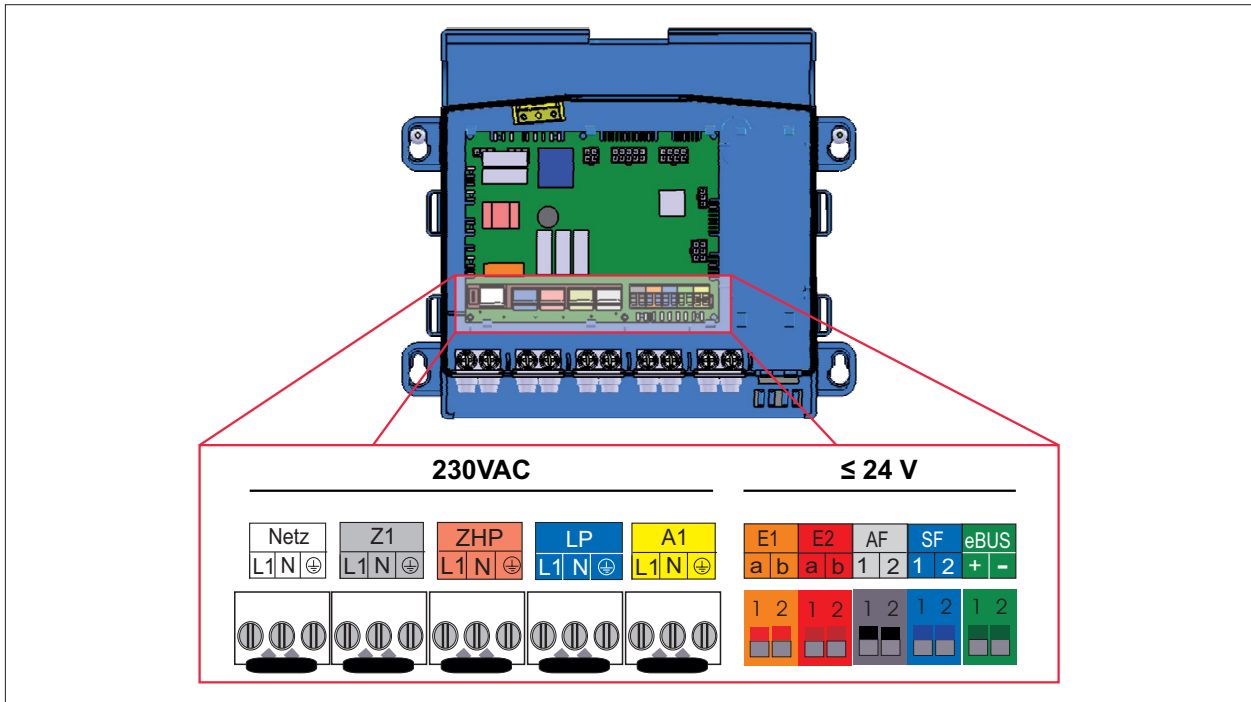 230VAC ≤ 24 V
Netz Z1 ZHP LP A1 E1 E2 AF SF eBUS
L1 N ⏚ L1 N ⏚ L1 N ⏚ L1 N ⏚ L1 N ⏚ a b a b 1 2 1 2 + -
1 2 1 2 1 2 1 2 1 2